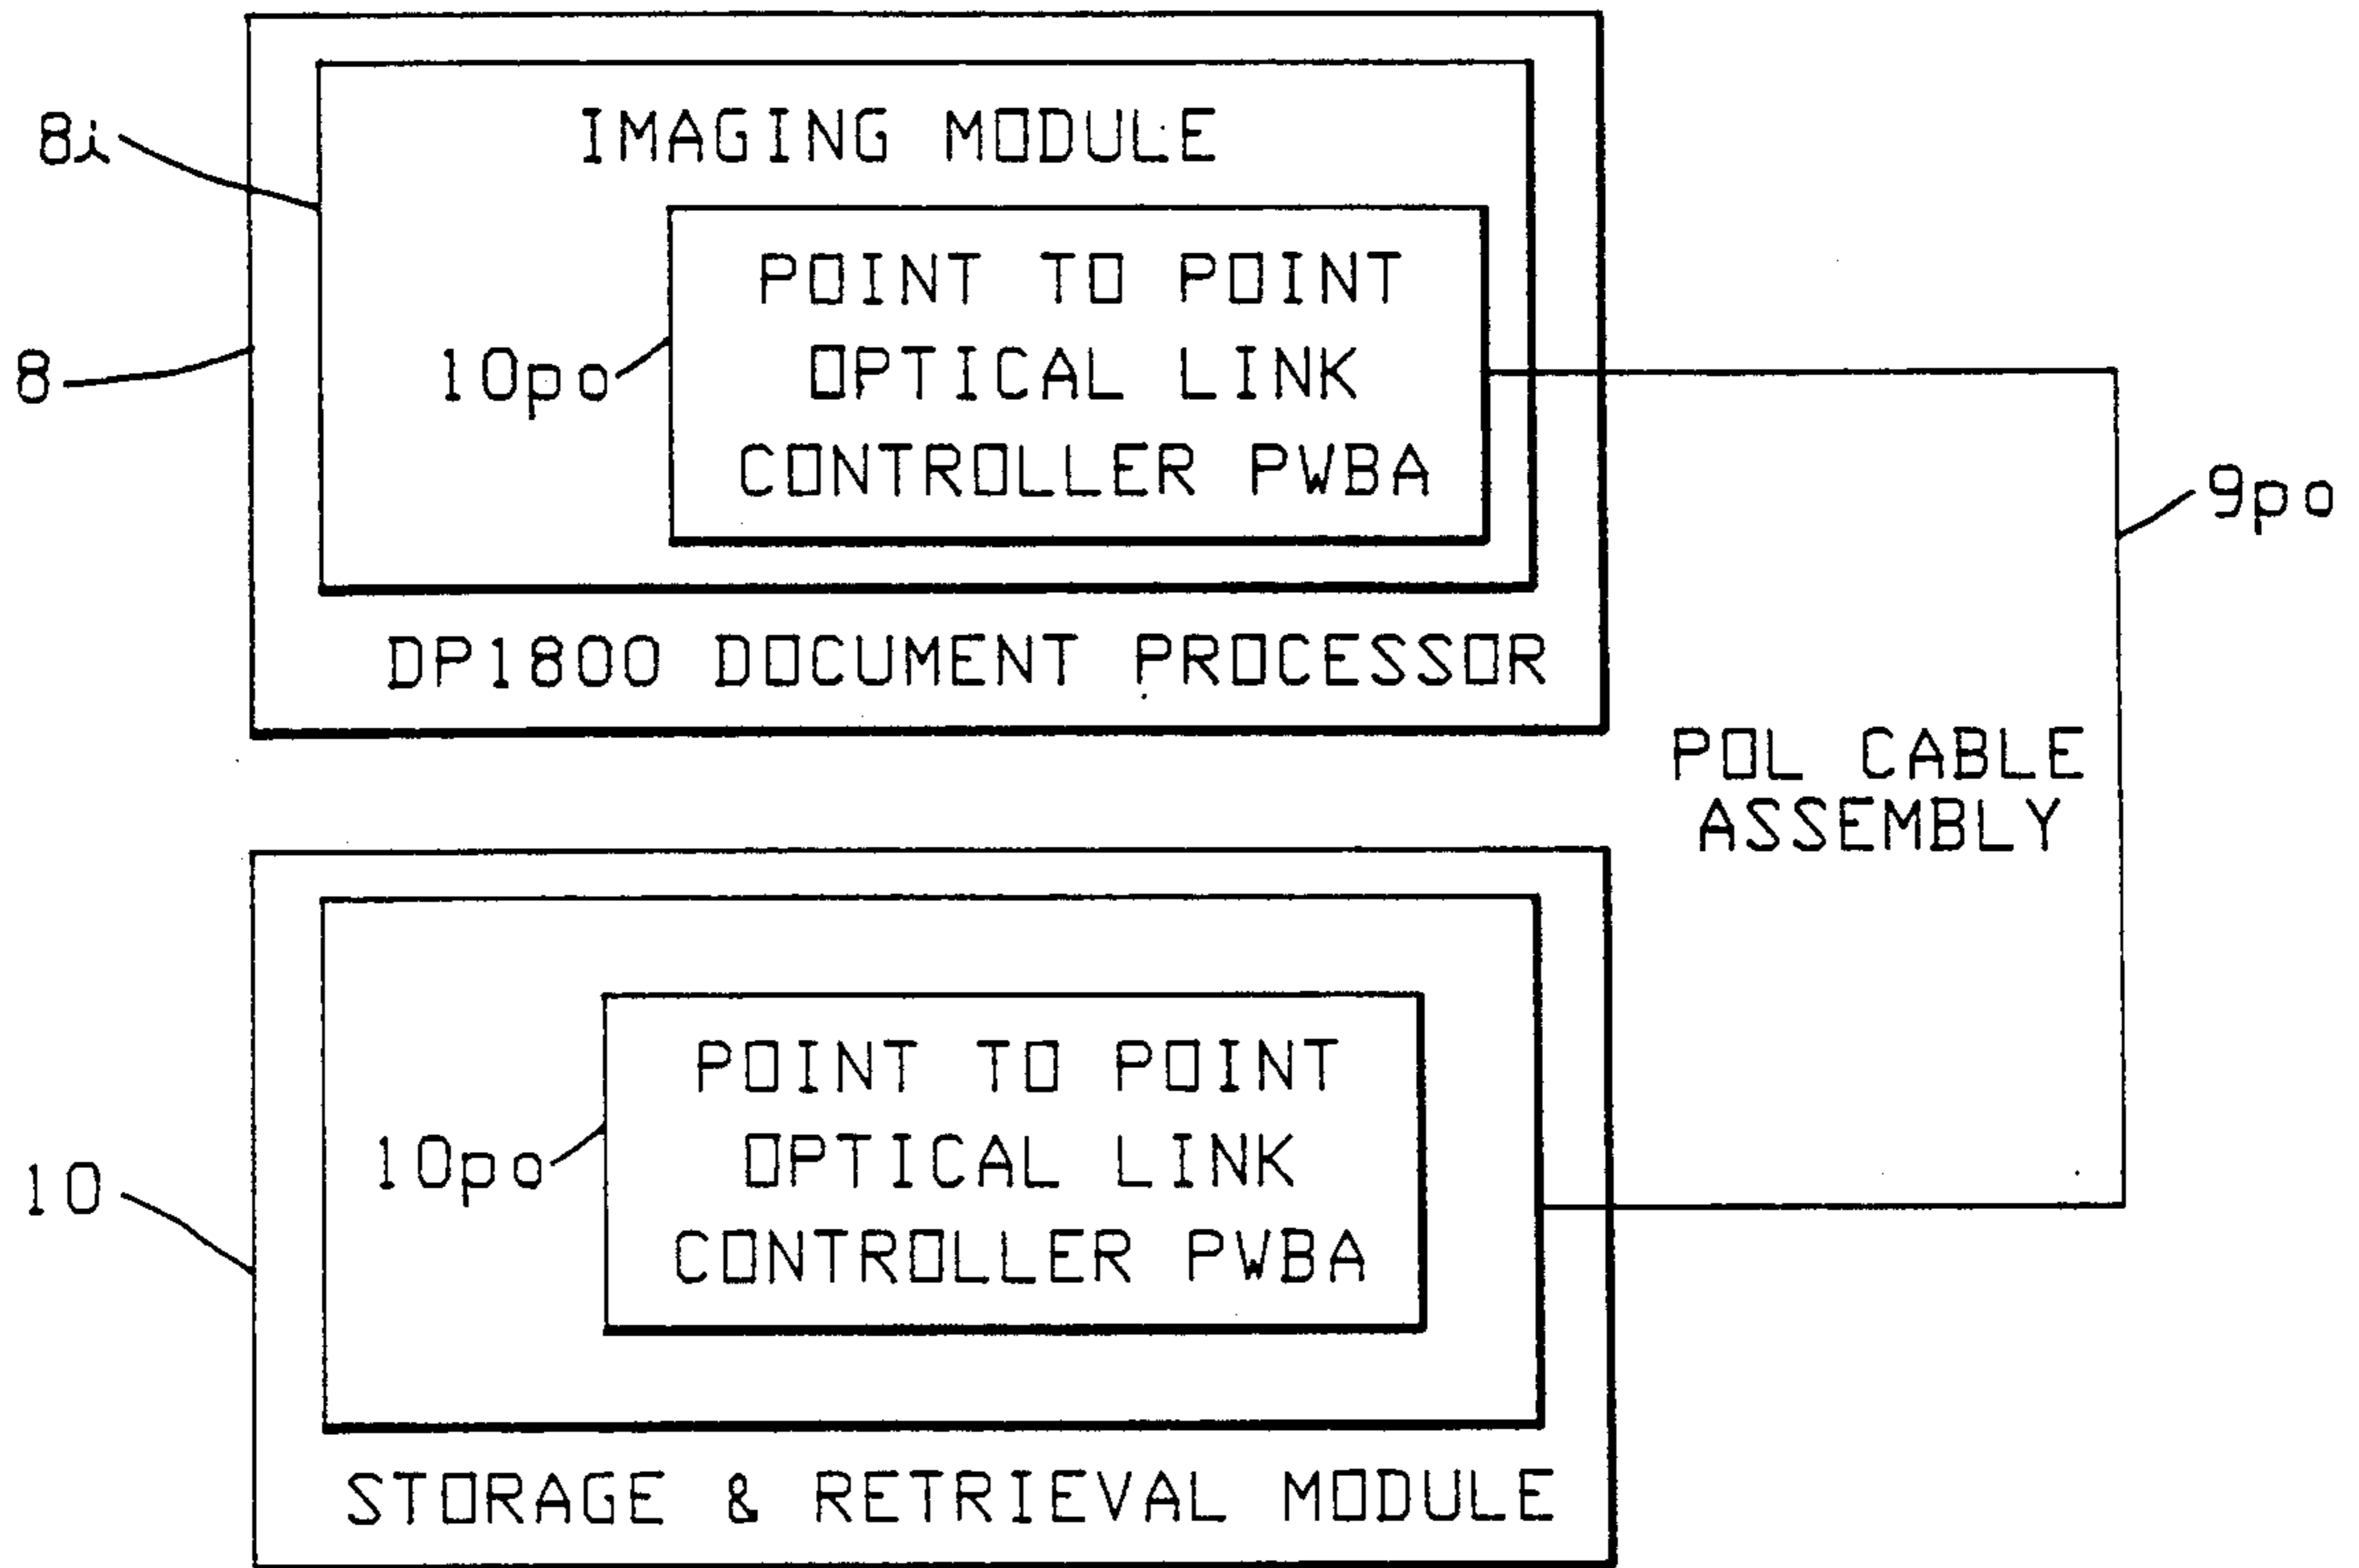 8i
IMAGING MODULE
POINT TO POINT
8
10po
OPTICAL LINK
CONTROLLER PWBA
9po
DP1800 DOCUMENT PROCESSOR
POL CABLE
ASSEMBLY
POINT TO POINT
10
10po
OPTICAL LINK
CONTROLLER PWBA
STORAGE & RETRIEVAL MODULE